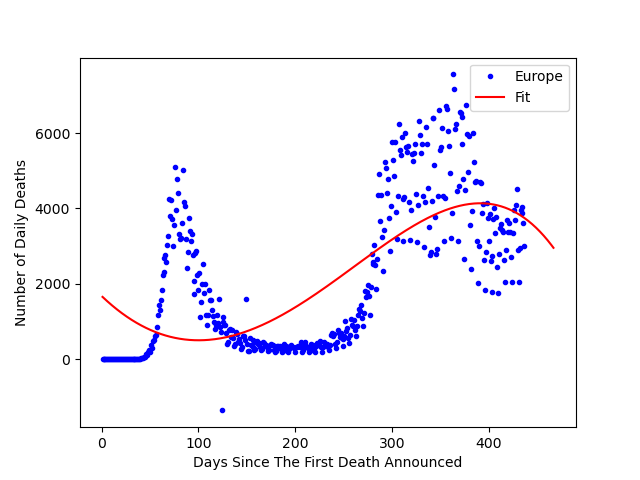 Europe
Fit
6000
4000
2000
0
Number of Daily Deaths
0 100 200 300 400
Days Since The First Death Announced